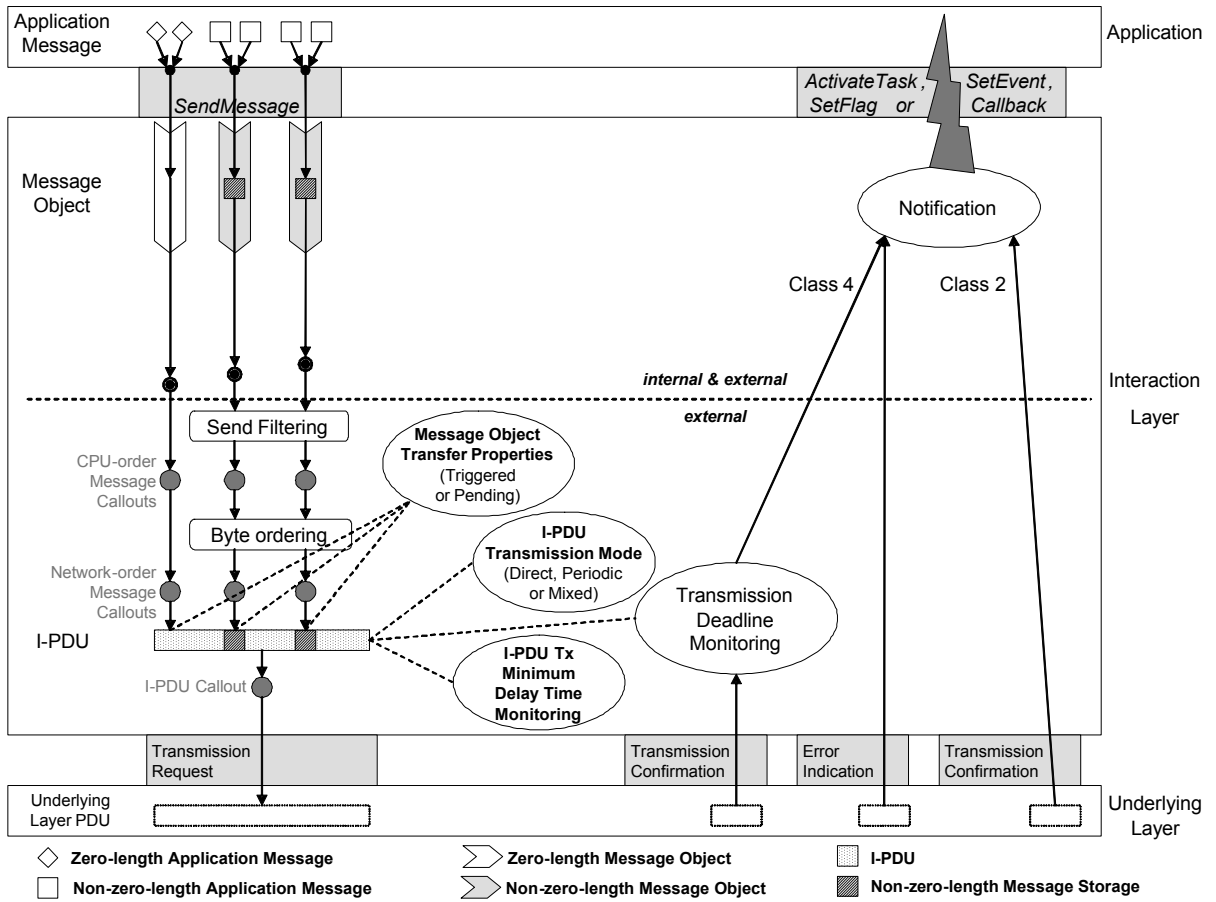 Application
Message
Application
SendMessage
ActivateTask, SetEvent,
SetFlag or Callback
Message
Object
Notification
Class 4
Class 2
internal & external
external
Interaction
Layer
Send Filtering
Message Object
Transfer Properties
(Triggered
or Pending)
CPU-order
Message
Callouts
Byte ordering
I-PDU
Transmission Mode
(Direct, Periodic
or Mixed)
Network-order
Message
Callouts
Transmission
Deadline
Monitoring
I-PDU
I-PDU Tx
Minimum
Delay Time
Monitoring
I-PDU Callout
Transmission
Request
Transmission
Confirmation
Error
Indication
Transmission
Confirmation
Underlying
Layer PDU
Underlying
Layer
Zero-length Application Message
Zero-length Message Object
I-PDU
Non-zero-length Application Message
Non-zero-length Message Object
Non-zero-length Message Storage